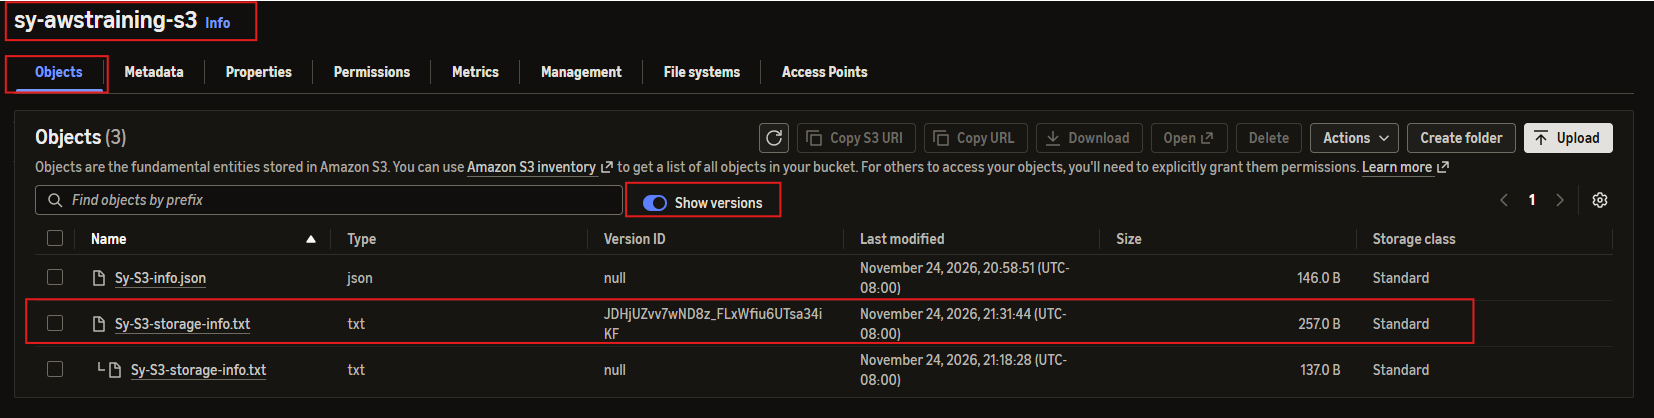 sy-awstraining-s3 Info
Objects Metadata Properties Permissions Metrics Management File systems Access Points
Objects (3) Copy S3 URI Copy URL Download Open Delete Actions Create folder Upload
Objects are the fundamental entities stored in Amazon S3. You can use Amazon S3 inventory to get a list of all objects in your bucket. For others to access your objects, you'll need to explicitly grant them permissions. Learn more
Find objects by prefix Show versions 1
Name Type Version ID Last modified Size Storage class
Sy-S3-info.json json null November 24, 2026, 20:58:51 (UTC-
08:00) 146.0 B Standard
Sy-S3-storage-info.txt txt JDHjUZvv7wND8z_FLxWfiu6UTsa34i
KF November 24, 2026, 21:31:44 (UTC-
08:00) 257.0 B Standard
Sy-S3-storage-info.txt txt null November 24, 2026, 21:18:28 (UTC-
08:00) 137.0 B Standard